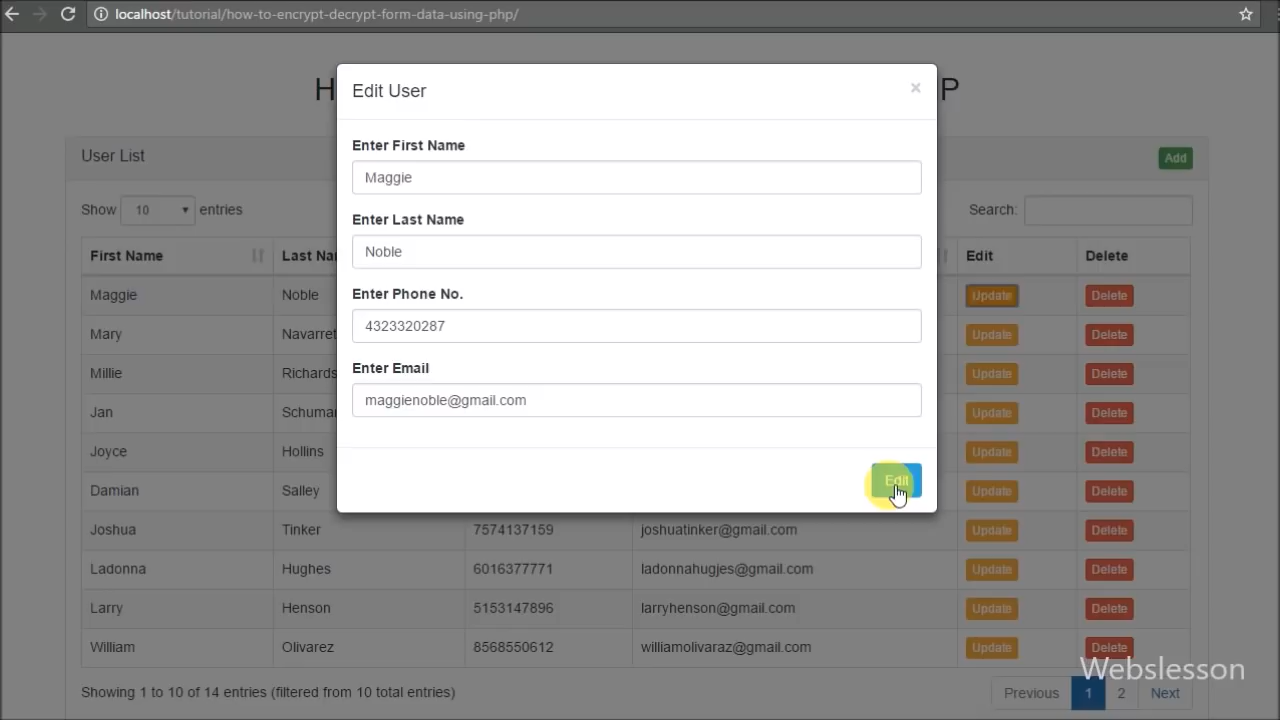 localhost/tutorial/how-to-encrypt-decrypt-form-data-using-php/
H P
Edit User ×
User List Add
Enter First Name
Maggie
Show 10 entries Search:
Enter Last Name
Noble
First Name Last Na Edit Delete
Enter Phone No.
Maggie Noble Update Delete
4323320287
Mary Navarret Update Delete
Enter Email
Millie Richards Update Delete
maggienoble@gmail.com
Jan Schuma Update Delete
Joyce Hollins Update Delete
Edit
Damian Salley Update Delete
Joshua Tinker 7574137159 joshuatinker@gmail.com Update Delete
Ladonna Hughes 6016377771 ladonnahugjes@gmail.com Update Delete
Larry Henson 5153147896 larryhenson@gmail.com Update Delete
William Olivarez 8568550612 williamolivaraz@gmail.com Update Delete
Webslesson
Showing 1 to 10 of 14 entries (filtered from 10 total entries) Previous 1 2 Next